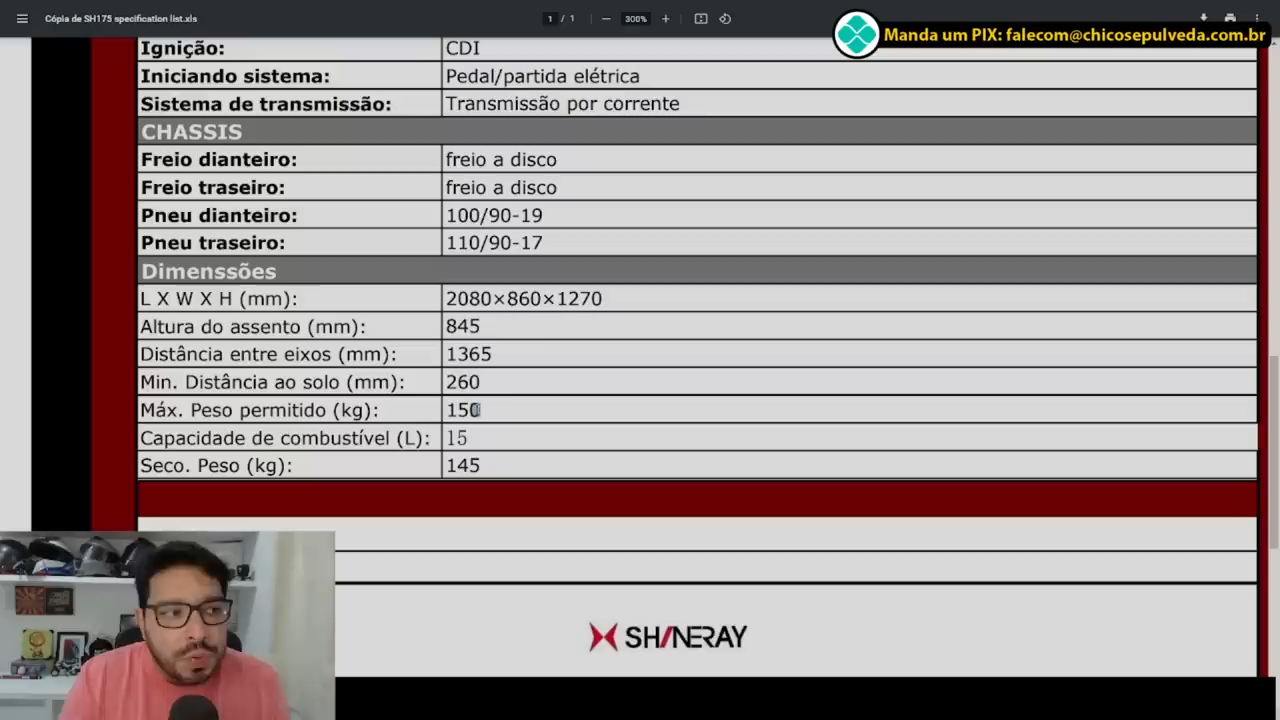 Cópia de SH175 specification list.xls
1 / 1
300%
Manda um PIX: falecom@chicosepulveda.com.br
Ignição: CDI
Iniciando sistema: Pedal/partida elétrica
Sistema de transmissão: Transmissão por corrente
CHASSIS
Freio dianteiro: freio a disco
Freio traseiro: freio a disco
Pneu dianteiro: 100/90-19
Pneu traseiro: 110/90-17
Dimenssões
L X W X H (mm): 2080×860×1270
Altura do assento (mm): 845
Distância entre eixos (mm): 1365
Min. Distância ao solo (mm): 260
Máx. Peso permitido (kg): 150
Capacidade de combustível (L): 15
Seco. Peso (kg): 145
SHINERAY